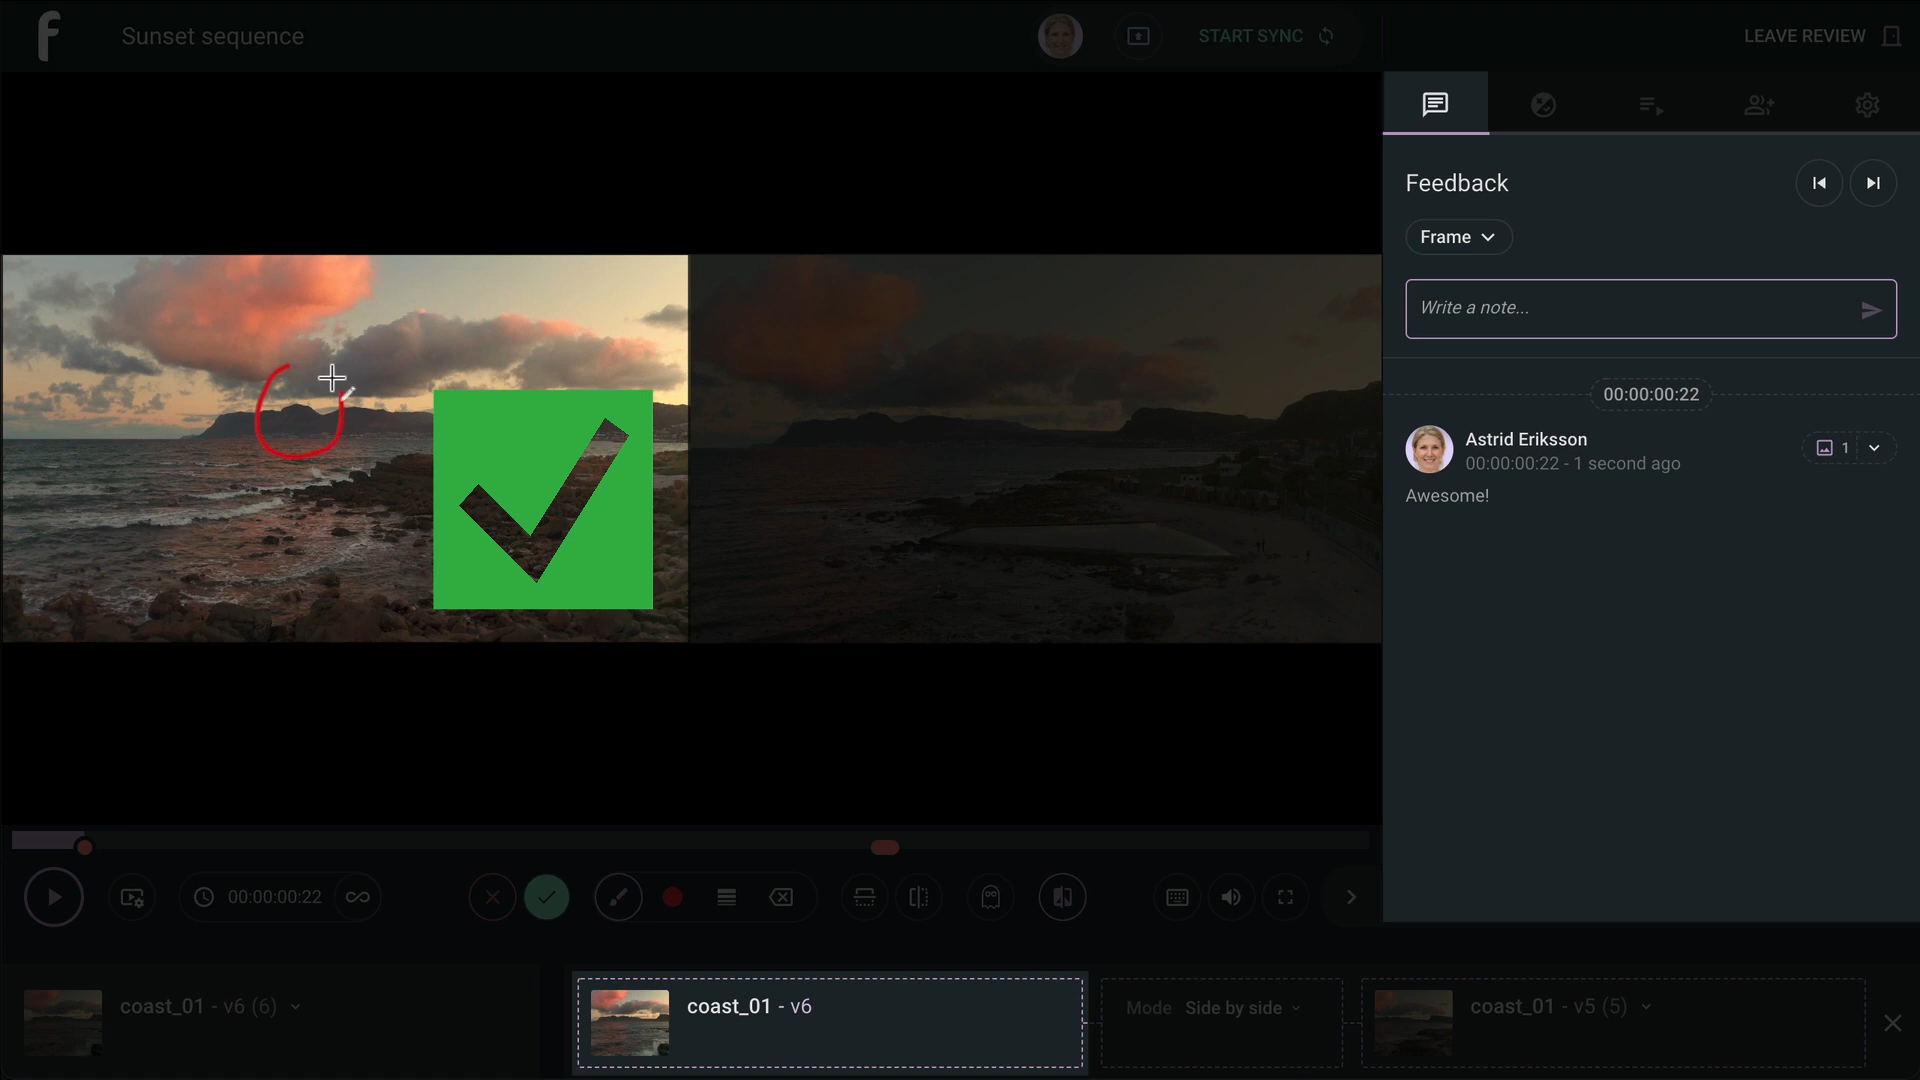 Sunset sequence
START SYNC
LEAVE REVIEW
Feedback
Frame
Write a note...
00:00:00:22
Astrid Eriksson
00:00:00:22 - 1 second ago
1
Awesome!
00:00:00:22
coast_01 - v6 (6)
coast_01 - v6
Mode Side by side
coast_01 - v5 (5)